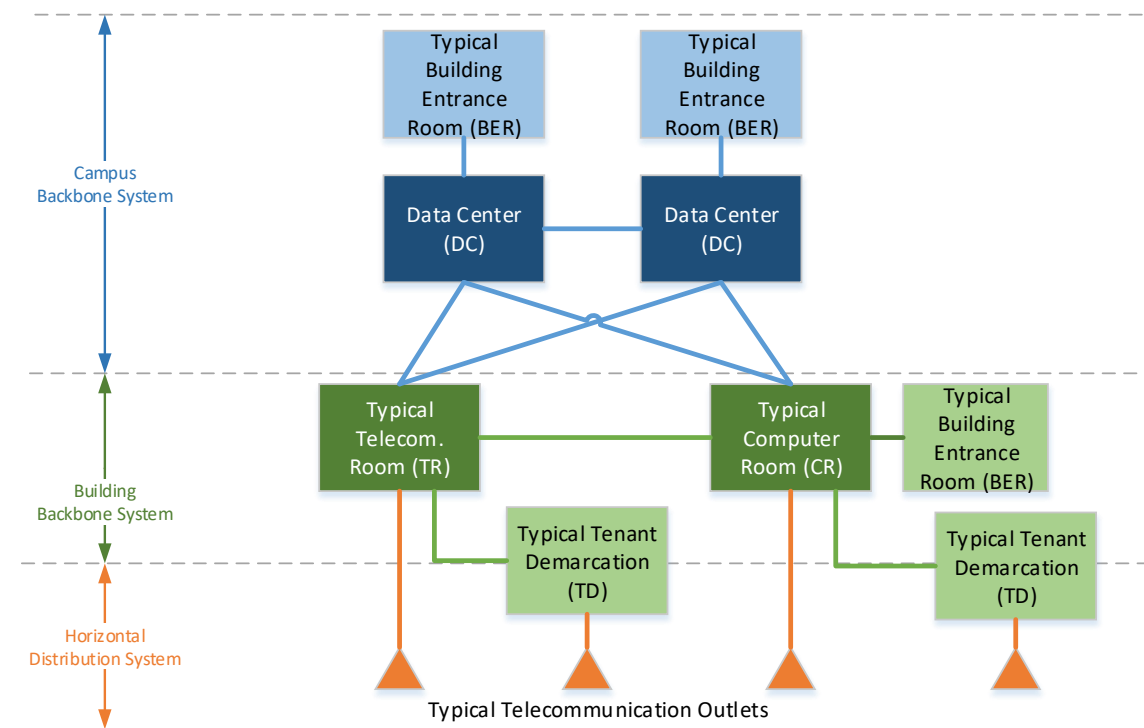 Typical
Building
Entrance
Room (BER)
Typical
Building
Entrance
Room (BER)
Campus
Backbone System
Data Center
(DC)
Data Center
(DC)
Typical
Telecom.
Room (TR)
Typical
Computer
Room (CR)
Typical
Building
Entrance
Room (BER)
Building
Backbone System
Typical Tenant
Demarcation
(TD)
Typical Tenant
Demarcation
(TD)
Horizontal
Distribution System
Typical Telecommunication Outlets